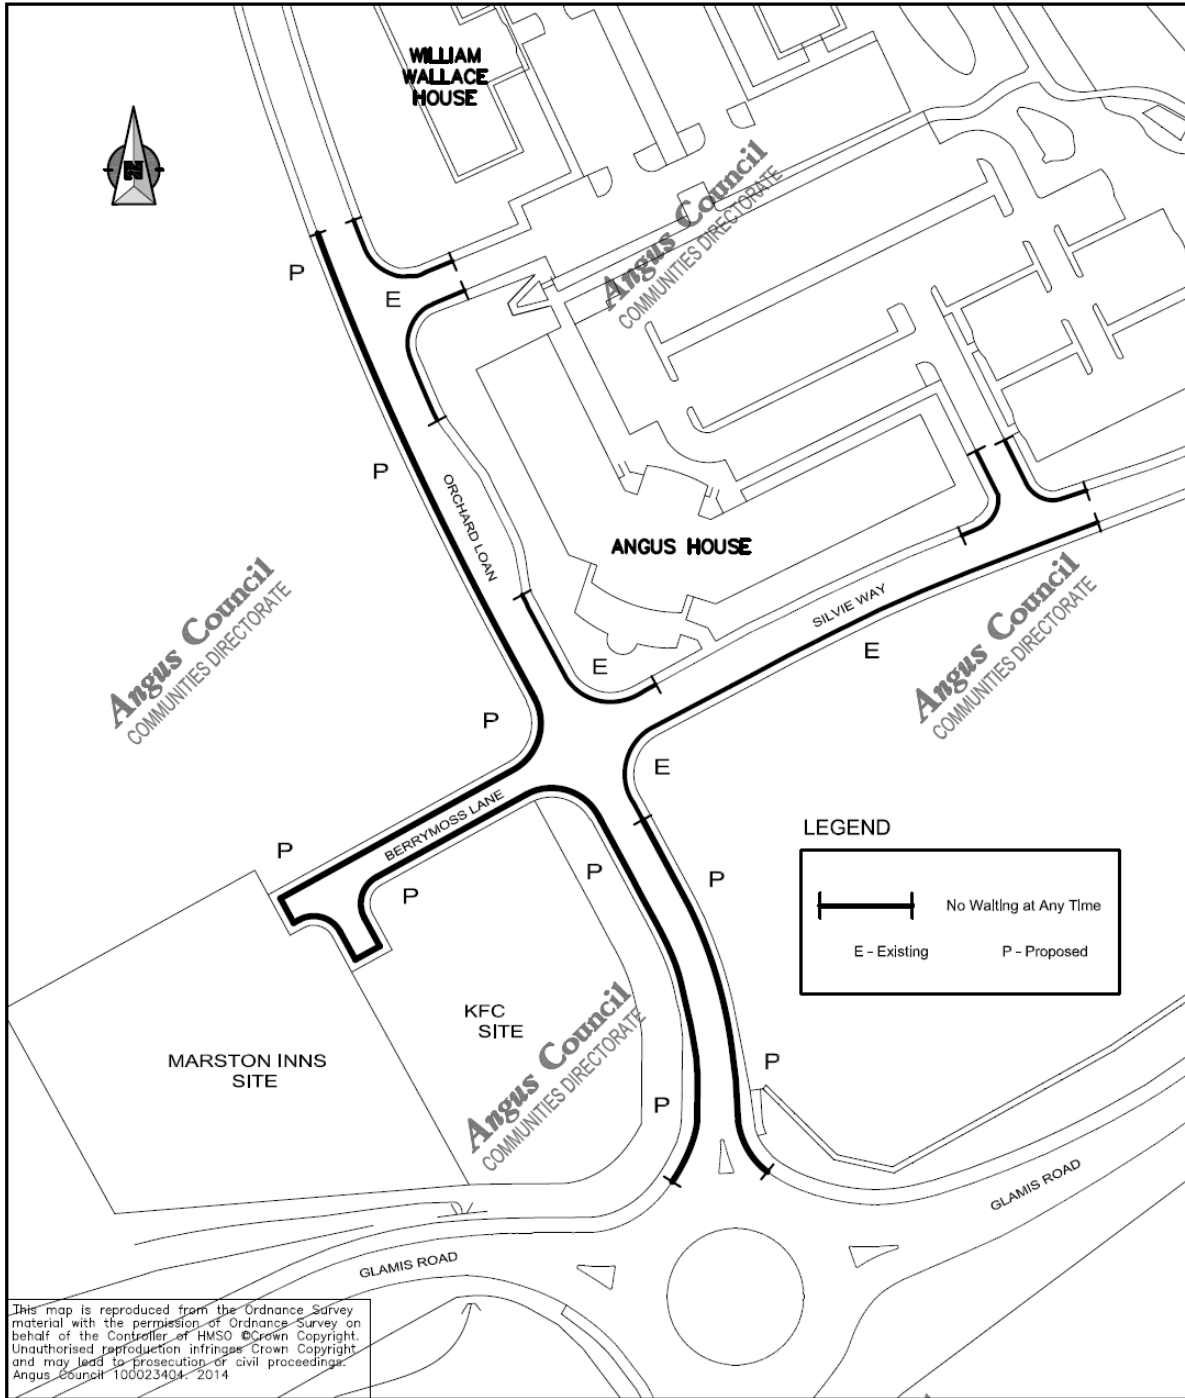 WILLIAM
WALLACE
HOUSE
Angus Council
COMMUNITIES DIRECTORATE
P
E
P
ORCHARD LOAN
ANGUS HOUSE
Angus Council
COMMUNITIES DIRECTORATE
SILVIE WAY
Angus Council
COMMUNITIES DIRECTORATE
E
E
P
E
BERRYMOSS LANE
P
P
P
P
LEGEND
No Waiting at Any Time
E - Existing
P - Proposed
KFC
SITE
Angus Council
COMMUNITIES DIRECTORATE
MARSTON INNS
SITE
P
P
GLAMIS ROAD
GLAMIS ROAD
This map is reproduced from the Ordnance Survey
material with the permission of Ordnance Survey on
behalf of the Controller of HMSO ©Crown Copyright.
Unauthorised reproduction infringes Crown Copyright
and may lead to prosecution or civil proceedings.
Angus Council 100023404. 2014